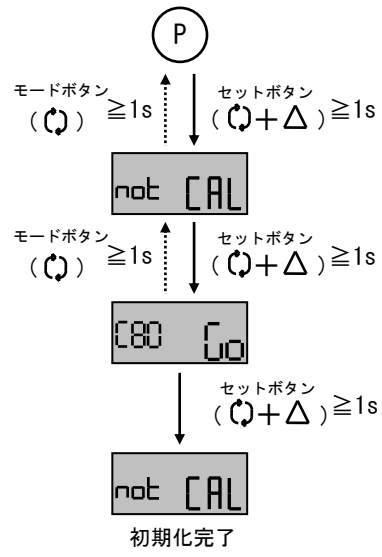 P
モードボタン
(🗘) ≧1s
セットボタン
(🗘+△) ≧1s
not CAL
モードボタン
(🗘) ≧1s
セットボタン
(🗘+△) ≧1s
C80 Go
セットボタン
(🗘+△) ≧1s
not CAL
初期化完了